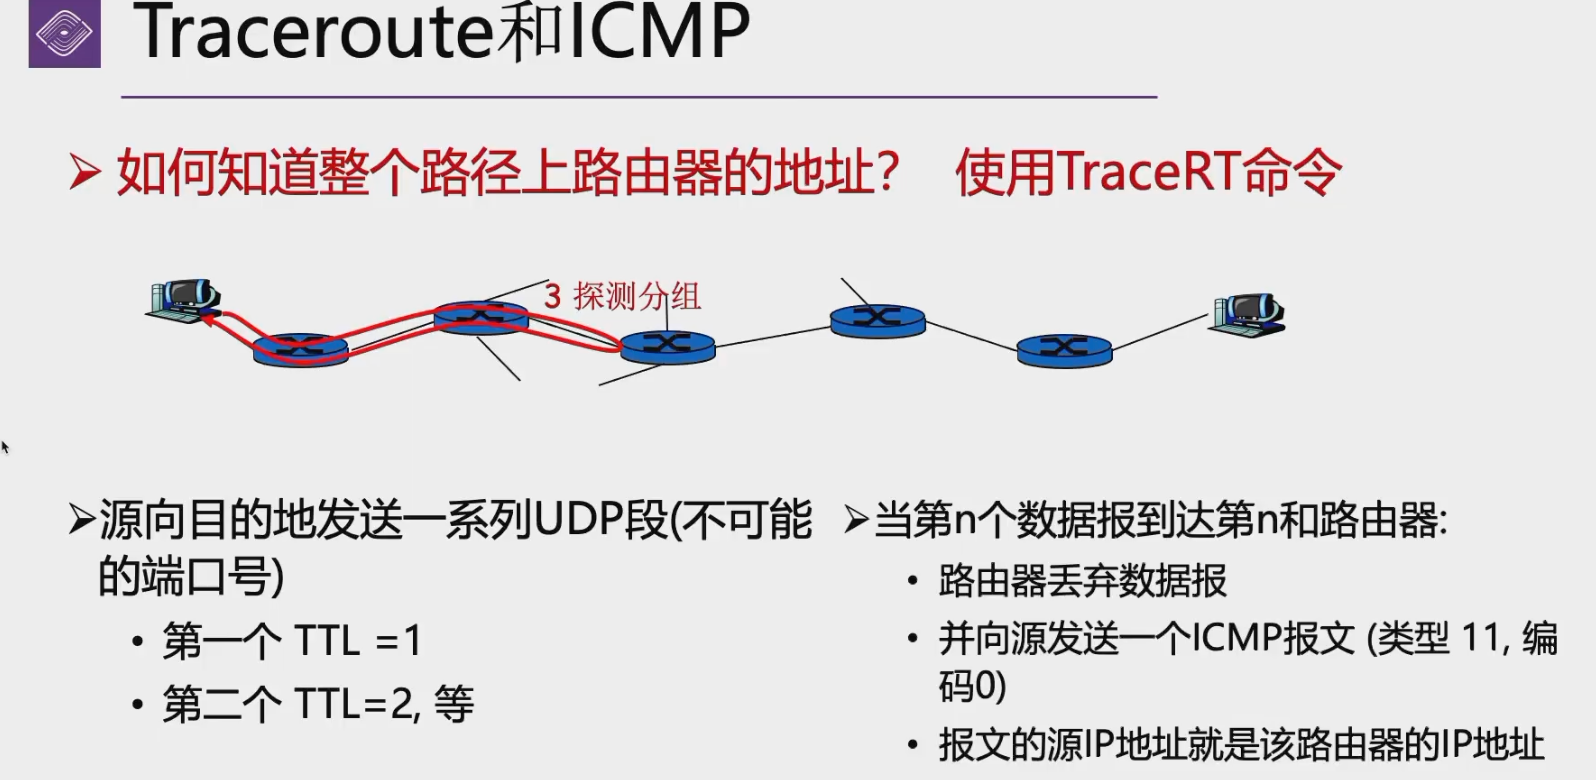 Traceroute和ICMP
➢ 如何知道整个路径上路由器的地址？ 使用TraceRT命令
3 探测分组
➢源向目的地发送一系列UDP段(不可能
的端口号)
• 第一个 TTL =1
• 第二个 TTL=2, 等
➢当第n个数据报到达第n和路由器:
• 路由器丢弃数据报
• 并向源发送一个ICMP报文 (类型 11, 编
码0)
• 报文的源IP地址就是该路由器的IP地址